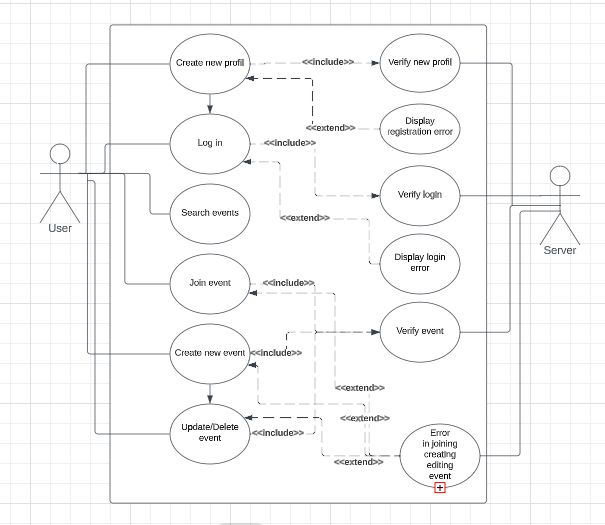 Create new profil
<<include>>
Verify new profil
Display
registration error
<<extend>>
Log in
<<include>>
Verify logIn
User
Search events
<<extend>>
Server
Display login
error
Join event
<<include>>
Verify event
Create new event
<<include>>
<<extend>>
<<extend>>
Update/Delete
event
<<include>>
Error
in joining
creating
editing
event
<<extend>>